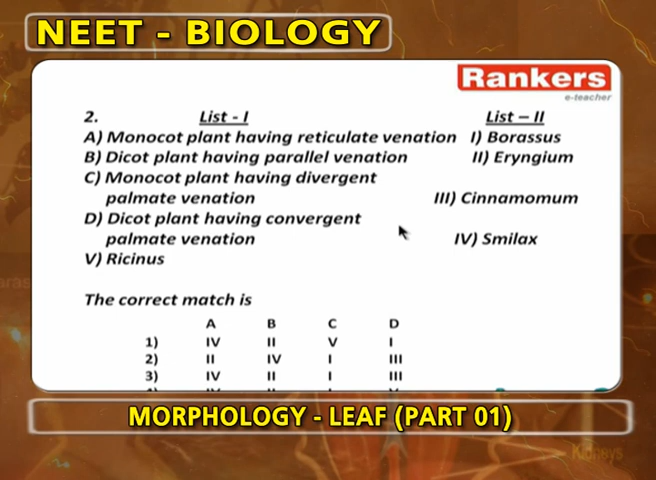 NEET - BIOLOGY
Rankers
e-teacher
2. List - I List – II
A) Monocot plant having reticulate venation I) Borassus
B) Dicot plant having parallel venation II) Eryngium
C) Monocot plant having divergent
palmate venation III) Cinnamomum
D) Dicot plant having convergent
palmate venation IV) Smilax
V) Ricinus
The correct match is
A B C D
1) IV II V I
2) II IV I III
3) IV II I III
MORPHOLOGY - LEAF (PART 01)
Kidneys